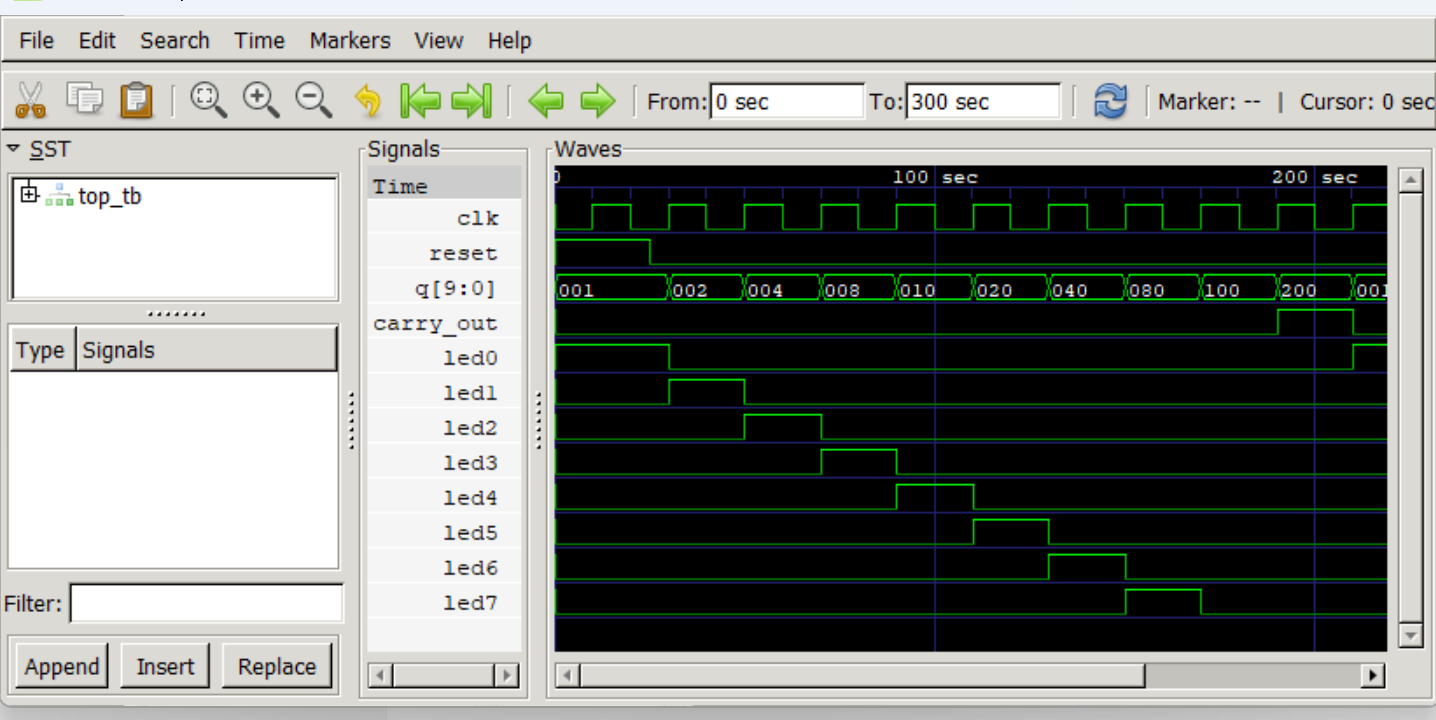 File Edit Search Time Markers View Help
From: 0 sec To: 300 sec Marker: -- | Cursor: 0 sec
SST
top_tb
Type Signals
Filter:
Append Insert Replace
Signals
Time
clk
reset
q[9:0]
carry_out
led0
led1
led2
led3
led4
led5
led6
led7
Waves
0 100 sec 200 sec
001 002 004 008 010 020 040 080 100 200 001